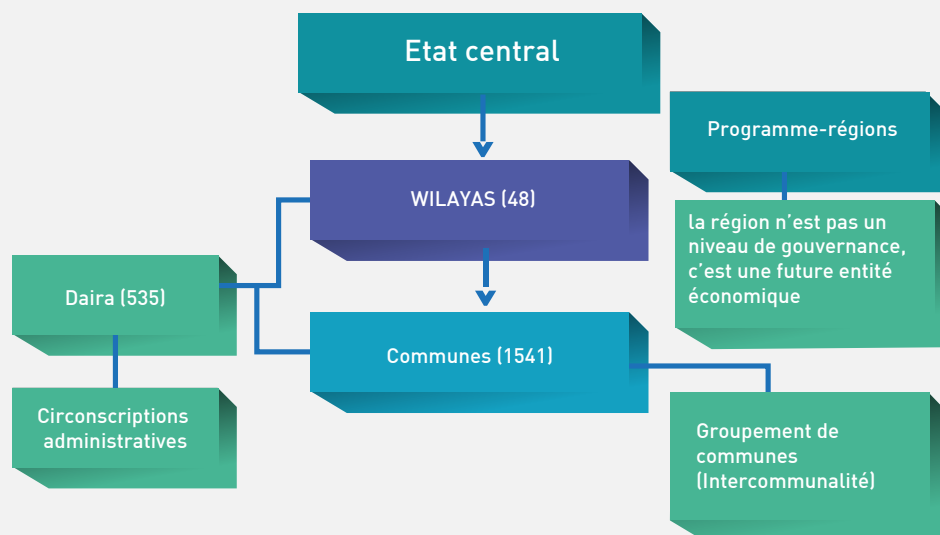 Etat central
Programme-régions
WILAYAS (48)
la région n'est pas un
niveau de gouvernance,
c'est une future entité
économique
Daira (535)
Communes (1541)
Circonscriptions
administratives
Groupement de
communes
(Intercommunalité)